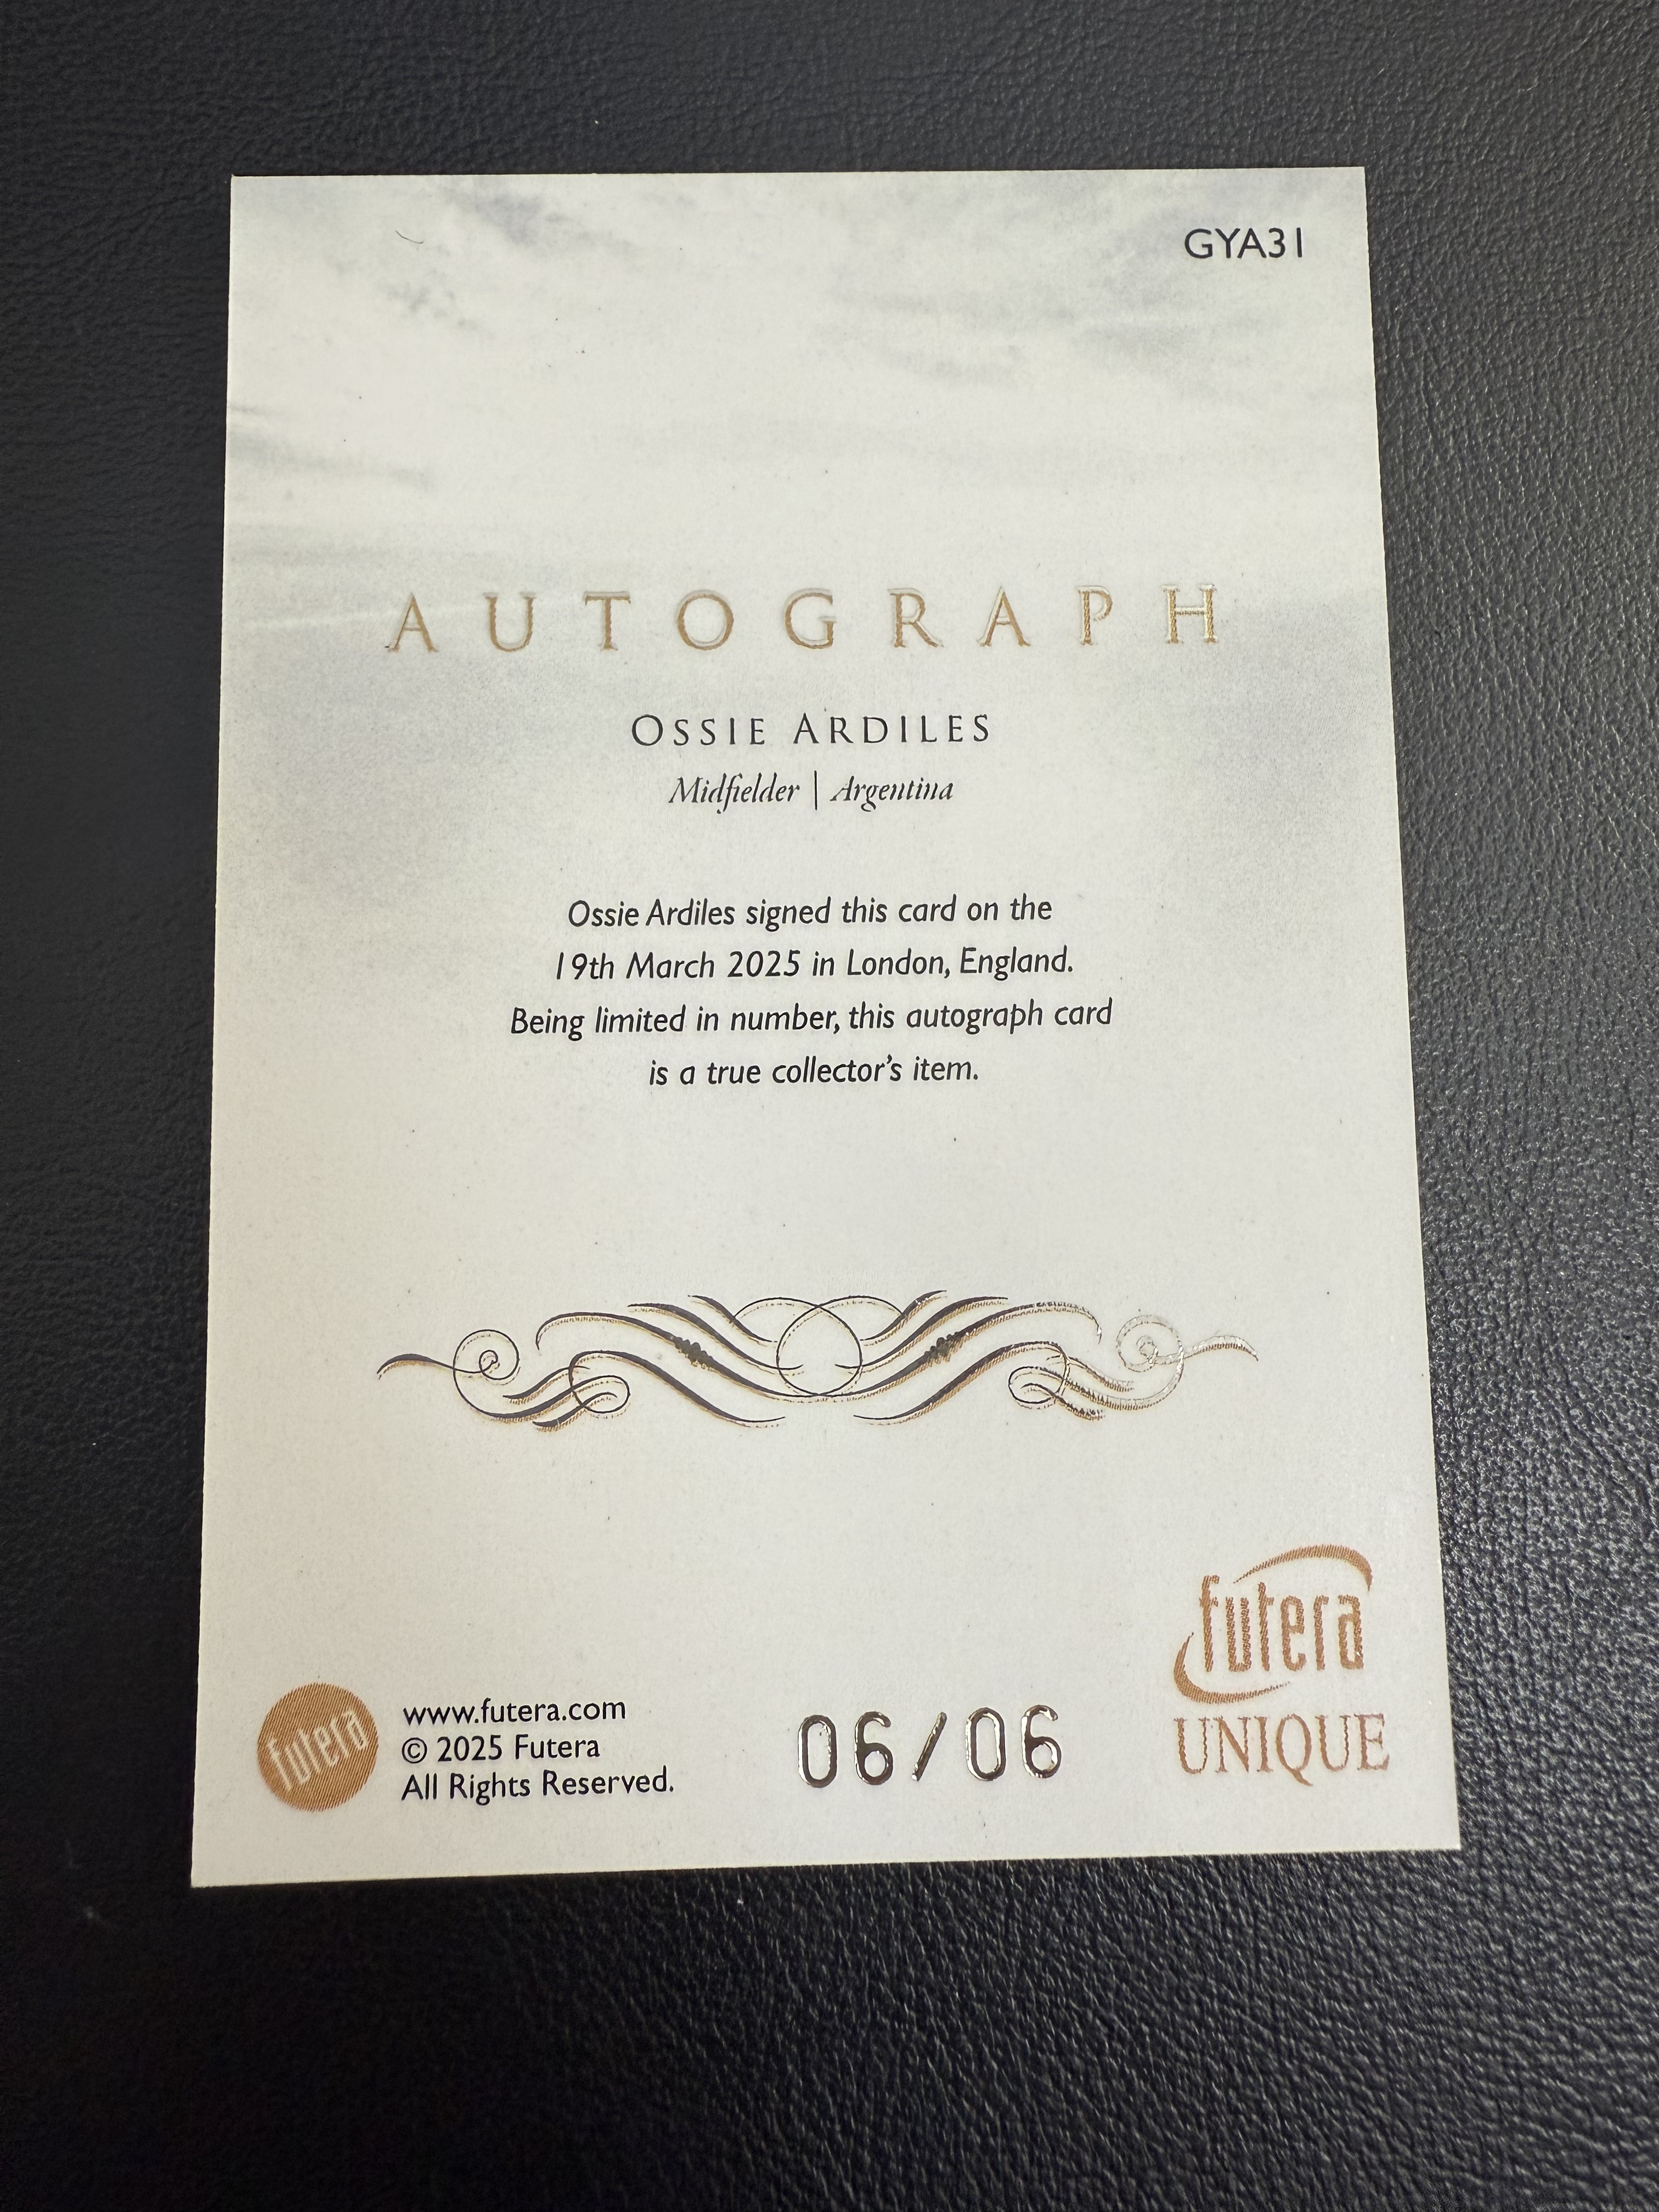 GYA31
AUTOGRAPH
OSSIE ARDILES
Midfielder | Argentina
Ossie Ardiles signed this card on the
19th March 2025 in London, England.
Being limited in number, this autograph card
is a true collector's item.
futera
UNIQUE
futera
www.futera.com
© 2025 Futera
All Rights Reserved.
06/06